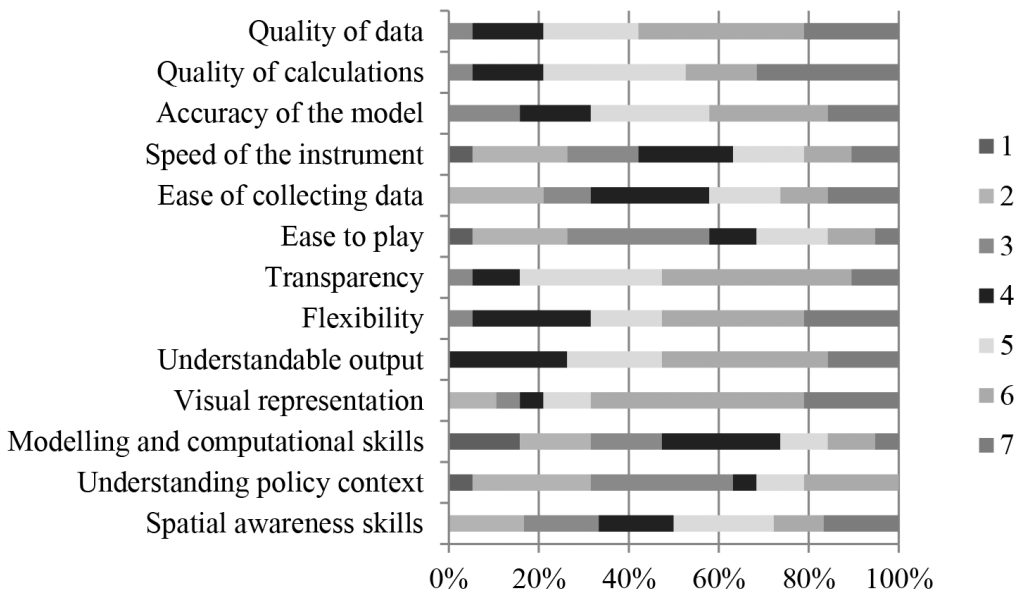 Quality of data
Quality of calculations
Accuracy of the model
Speed of the instrument
Ease of collecting data
Ease to play
Transparency
Flexibility
Understandable output
Visual representation
Modelling and computational skills
Understanding policy context
Spatial awareness skills
0% 20% 40% 60% 80% 100%
1
2
3
4
5
6
7